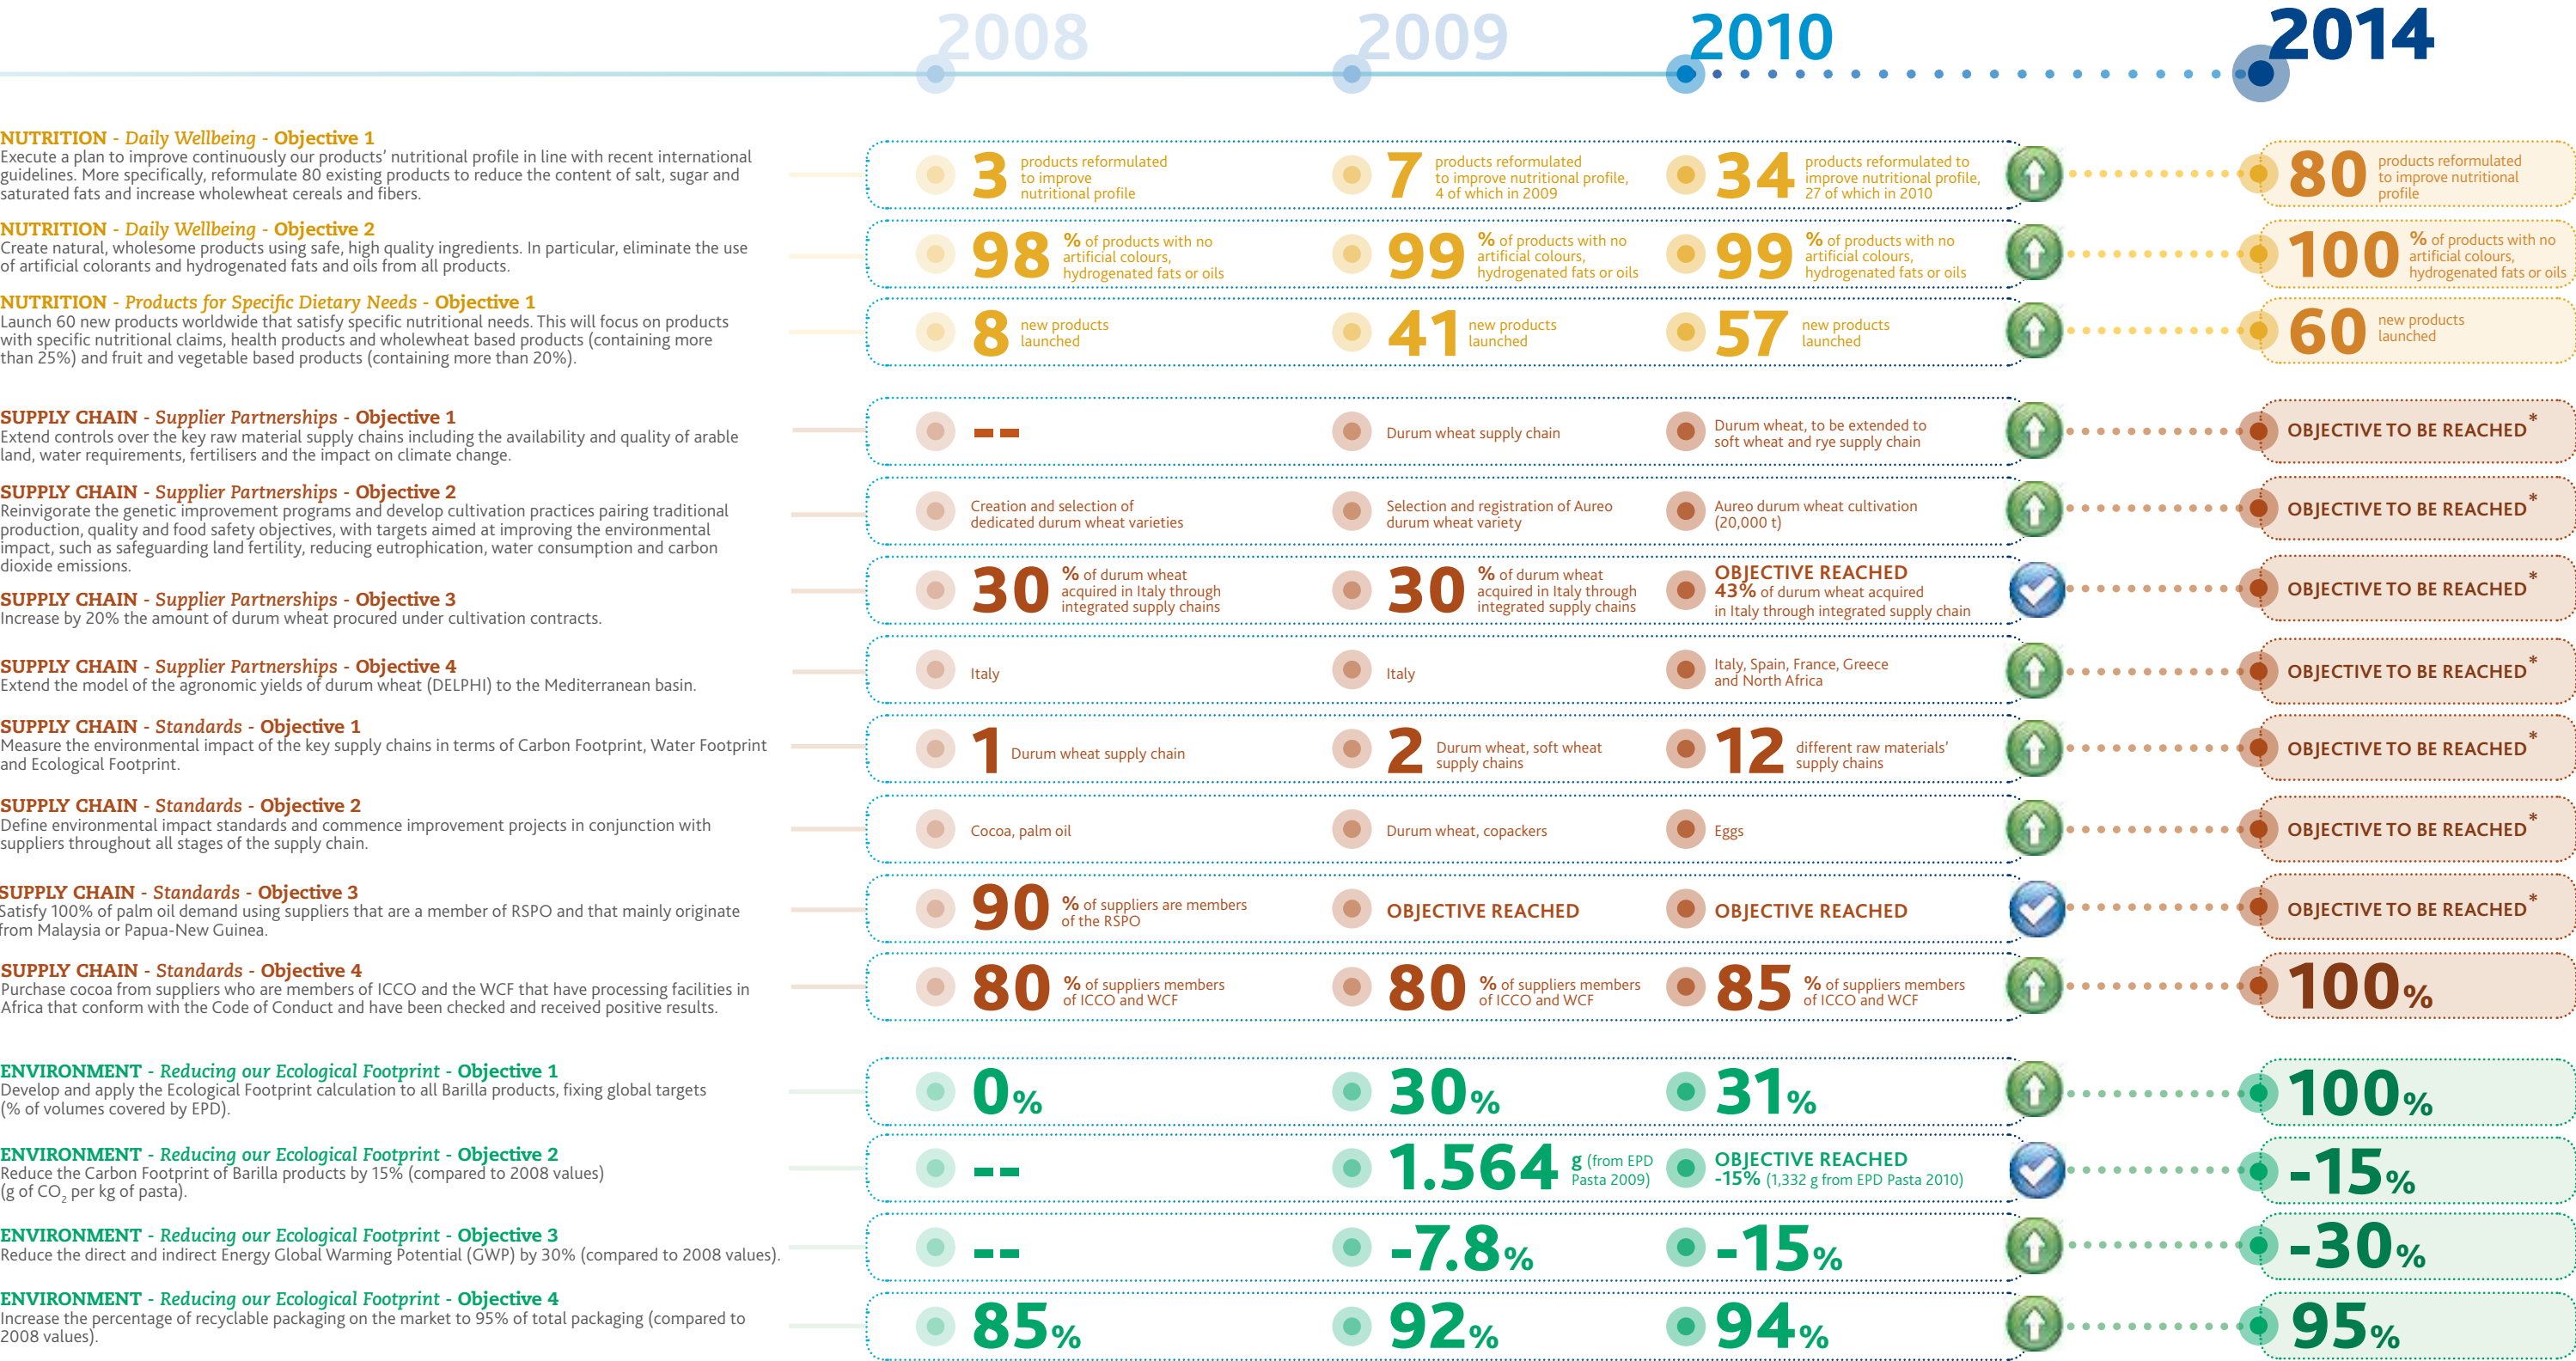 2008 2009 2010 2014
NUTRITION - Daily Wellbeing - Objective 1
Execute a plan to improve continuously our products’ nutritional profile in line with recent international
guidelines. More specifically, reformulate 80 existing products to reduce the content of salt, sugar and
saturated fats and increase wholewheat cereals and fibers.
3 products reformulated
to improve
nutritional profile
7 products reformulated
to improve nutritional profile,
4 of which in 2009
34 products reformulated to
improve nutritional profile,
27 of which in 2010
80 products reformulated
to improve nutritional
profile
NUTRITION - Daily Wellbeing - Objective 2
Create natural, wholesome products using safe, high quality ingredients. In particular, eliminate the use
of artificial colorants and hydrogenated fats and oils from all products.
98 % of products with no
artificial colours,
hydrogenated fats or oils
99 % of products with no
artificial colours,
hydrogenated fats or oils
99 % of products with no
artificial colours,
hydrogenated fats or oils
100 % of products with no
artificial colours,
hydrogenated fats or oils
NUTRITION - Products for Specific Dietary Needs - Objective 1
Launch 60 new products worldwide that satisfy specific nutritional needs. This will focus on products
with specific nutritional claims, health products and wholewheat based products (containing more
than 25%) and fruit and vegetable based products (containing more than 20%).
8 new products
launched
41 new products
launched
57 new products
launched
60 new products
launched
SUPPLY CHAIN - Supplier Partnerships - Objective 1
Extend controls over the key raw material supply chains including the availability and quality of arable
land, water requirements, fertilisers and the impact on climate change.
--
Durum wheat supply chain
Durum wheat, to be extended to
soft wheat and rye supply chain
OBJECTIVE TO BE REACHED*
SUPPLY CHAIN - Supplier Partnerships - Objective 2
Reinvigorate the genetic improvement programs and develop cultivation practices pairing traditional
production, quality and food safety objectives, with targets aimed at improving the environmental
impact, such as safeguarding land fertility, reducing eutrophication, water consumption and carbon
dioxide emissions.
Creation and selection of
dedicated durum wheat varieties
Selection and registration of Aureo
durum wheat variety
Aureo durum wheat cultivation
(20,000 t)
OBJECTIVE TO BE REACHED*
SUPPLY CHAIN - Supplier Partnerships - Objective 3
Increase by 20% the amount of durum wheat procured under cultivation contracts.
30 % of durum wheat
acquired in Italy through
integrated supply chains
30 % of durum wheat
acquired in Italy through
integrated supply chains
OBJECTIVE REACHED
43% of durum wheat acquired
in Italy through integrated supply chain
OBJECTIVE TO BE REACHED*
SUPPLY CHAIN - Supplier Partnerships - Objective 4
Extend the model of the agronomic yields of durum wheat (DELPHI) to the Mediterranean basin.
Italy
Italy
Italy, Spain, France, Greece
and North Africa
OBJECTIVE TO BE REACHED*
SUPPLY CHAIN - Standards - Objective 1
Measure the environmental impact of the key supply chains in terms of Carbon Footprint, Water Footprint
and Ecological Footprint.
1 Durum wheat supply chain
2 Durum wheat, soft wheat
supply chains
12 different raw materials’
supply chains
OBJECTIVE TO BE REACHED*
SUPPLY CHAIN - Standards - Objective 2
Define environmental impact standards and commence improvement projects in conjunction with
suppliers throughout all stages of the supply chain.
Cocoa, palm oil
Durum wheat, copackers
Eggs
OBJECTIVE TO BE REACHED*
SUPPLY CHAIN - Standards - Objective 3
Satisfy 100% of palm oil demand using suppliers that are a member of RSPO and that mainly originate
from Malaysia or Papua-New Guinea.
90 % of suppliers are members
of the RSPO
OBJECTIVE REACHED
OBJECTIVE REACHED
OBJECTIVE TO BE REACHED*
SUPPLY CHAIN - Standards - Objective 4
Purchase cocoa from suppliers who are members of ICCO and the WCF that have processing facilities in
Africa that conform with the Code of Conduct and have been checked and received positive results.
80 % of suppliers members
of ICCO and WCF
80 % of suppliers members
of ICCO and WCF
85 % of suppliers members
of ICCO and WCF
100%
ENVIRONMENT - Reducing our Ecological Footprint - Objective 1
Develop and apply the Ecological Footprint calculation to all Barilla products, fixing global targets
(% of volumes covered by EPD).
0%
30%
31%
100%
ENVIRONMENT - Reducing our Ecological Footprint - Objective 2
Reduce the Carbon Footprint of Barilla products by 15% (compared to 2008 values)
(g of CO2 per kg of pasta).
--
1.564 g (from EPD
Pasta 2009)
OBJECTIVE REACHED
-15% (1,332 g from EPD Pasta 2010)
-15%
ENVIRONMENT - Reducing our Ecological Footprint - Objective 3
Reduce the direct and indirect Energy Global Warming Potential (GWP) by 30% (compared to 2008 values).
--
-7.8%
-15%
-30%
ENVIRONMENT - Reducing our Ecological Footprint - Objective 4
Increase the percentage of recyclable packaging on the market to 95% of total packaging (compared to
2008 values).
85%
92%
94%
95%